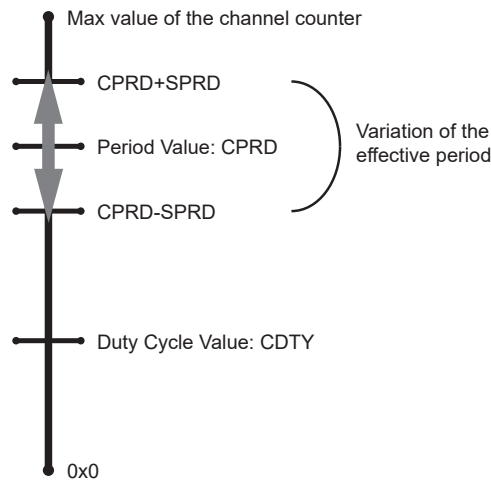 Max value of the channel counter
CPRD+SPRD
Period Value: CPRD
Variation of the
effective period
CPRD-SPRD
Duty Cycle Value: CDTY
0x0